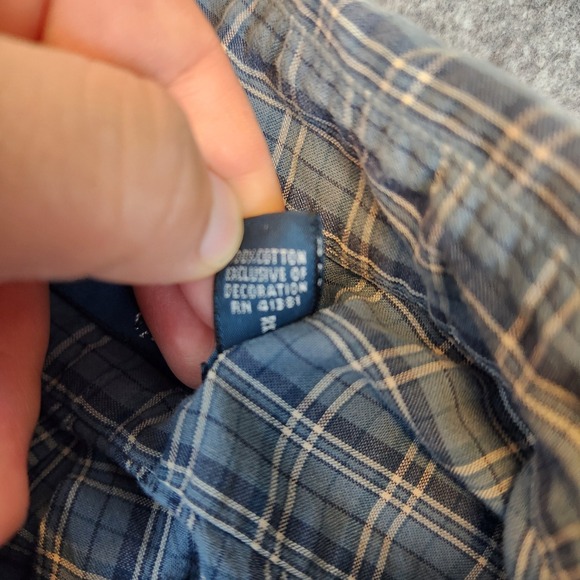 100%COTTON
EXCLUSIVE OF
DECORATION
RN 41381